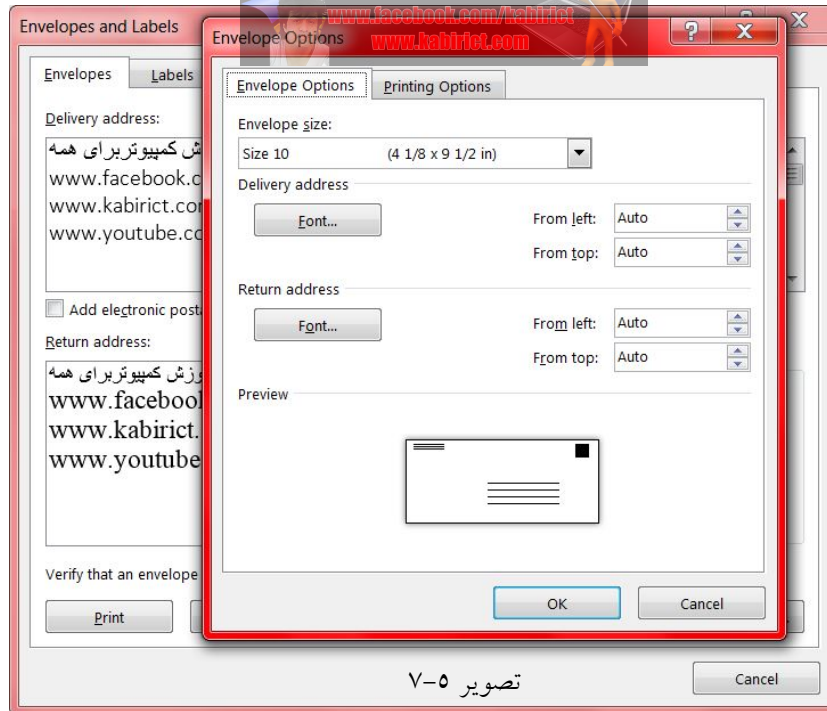 www.facebook.com/kabirict
www.kabirict.com
Envelopes and Labels
Envelopes
Labels
Delivery address:
ش کمپیوتربرای همه
www.facebook.c
www.kabirict.com
www.youtube.co
Add electronic posta
Return address:
وزش کمپیوتربرای همه
www.facebook
www.kabirict.
www.youtube
Verify that an envelope
Print
Cancel
Envelope Options
Envelope Options
Printing Options
Envelope size:
Size 10 (4 1/8 x 9 1/2 in)
Delivery address
Font...
From left: Auto
From top: Auto
Return address
Font...
From left: Auto
From top: Auto
Preview
OK
Cancel
تصویر ۵-۷